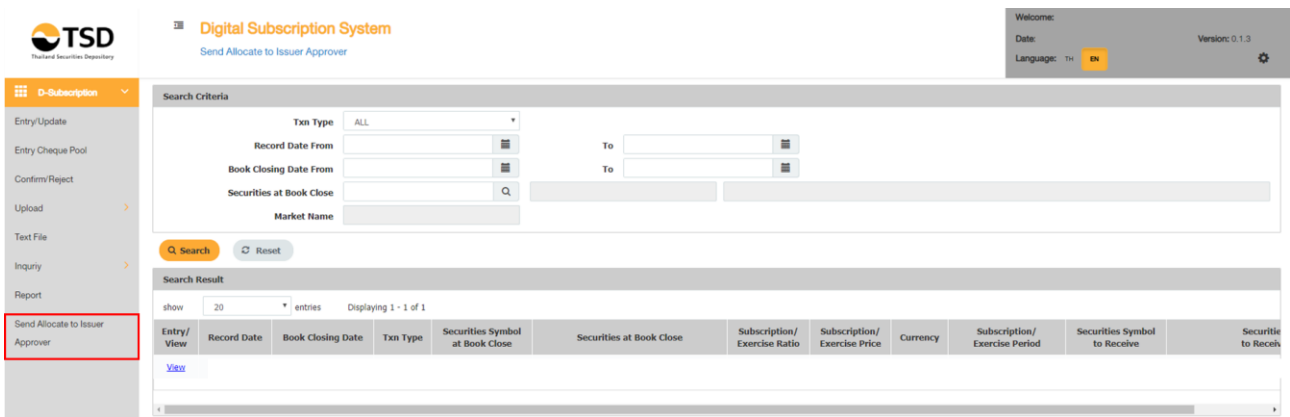 TSD
Thailand Securities Depository
Digital Subscription System
Send Allocate to Issuer Approver
Welcome:
Date:
Version: 0.1.3
Language: TH EN
D-Subscription
Entry/Update
Entry Cheque Pool
Confirm/Reject
Upload
Text File
Inquriy
Report
Send Allocate to Issuer
Approver
Search Criteria
Txn Type ALL
Record Date From To
Book Closing Date From To
Securities at Book Close
Market Name
Search Reset
Search Result
show 20 entries Displaying 1 - 1 of 1
Entry/ View Record Date Book Closing Date Txn Type Securities Symbol at Book Close Securities at Book Close Subscription/ Exercise Ratio Subscription/ Exercise Price Currency Subscription/ Exercise Period Securities Symbol to Receive Securitie to Receiv
View